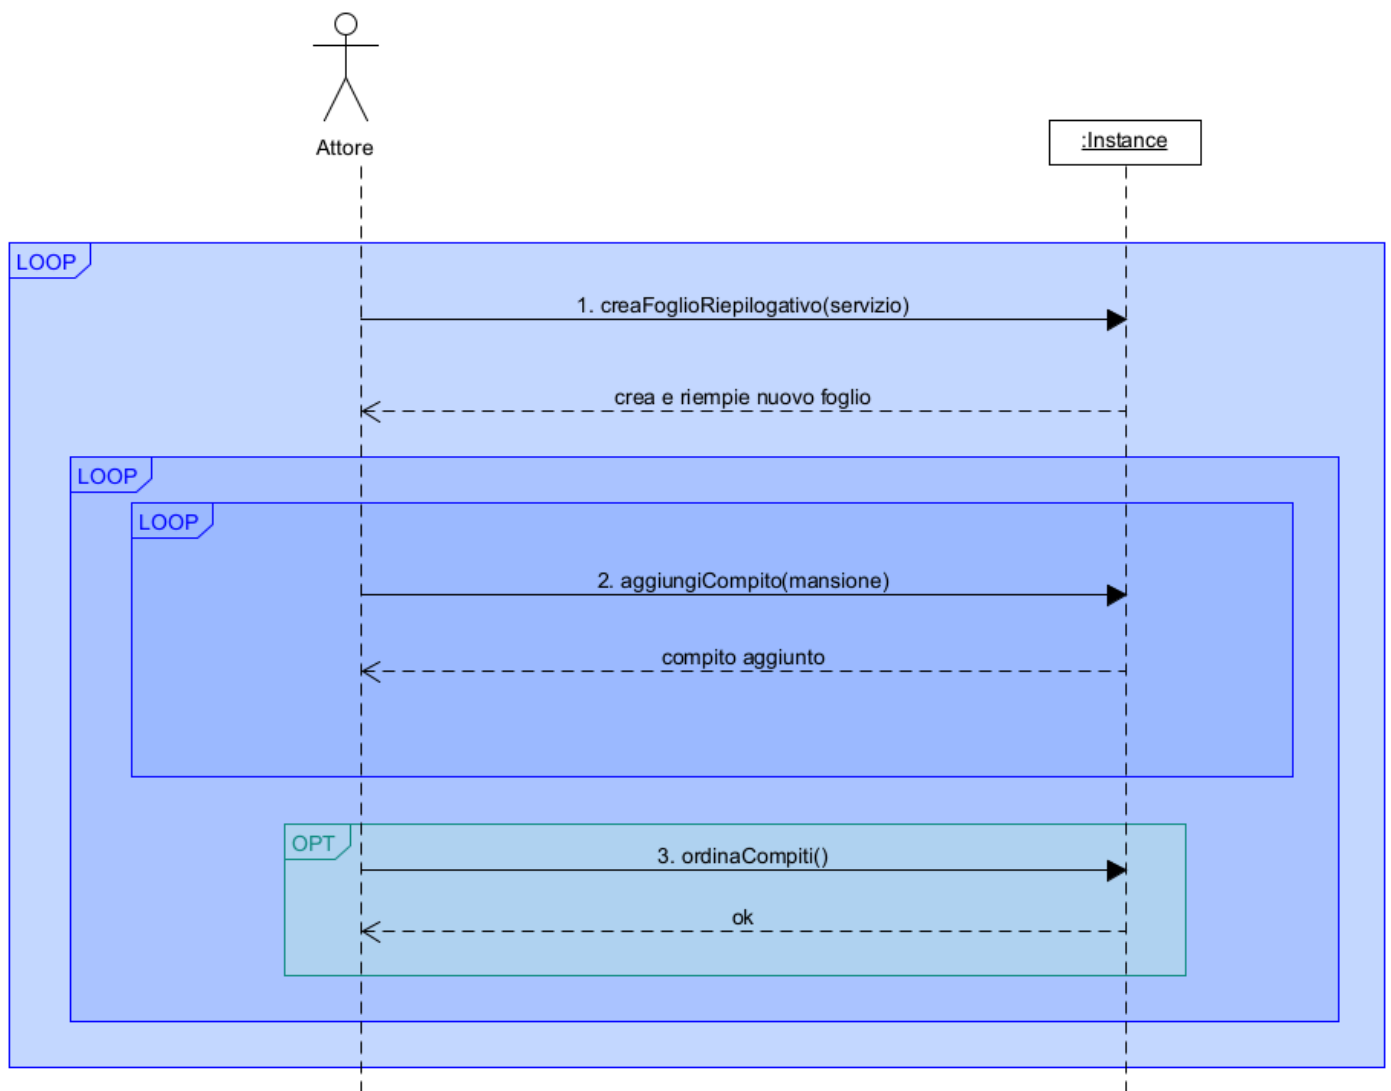 Attore
:Instance
LOOP
1. creaFoglioRiepilogativo(servizio)
crea e riempie nuovo foglio
LOOP
LOOP
2. aggiungiCompito(mansione)
compito aggiunto
OPT
3. ordinaCompiti()
ok